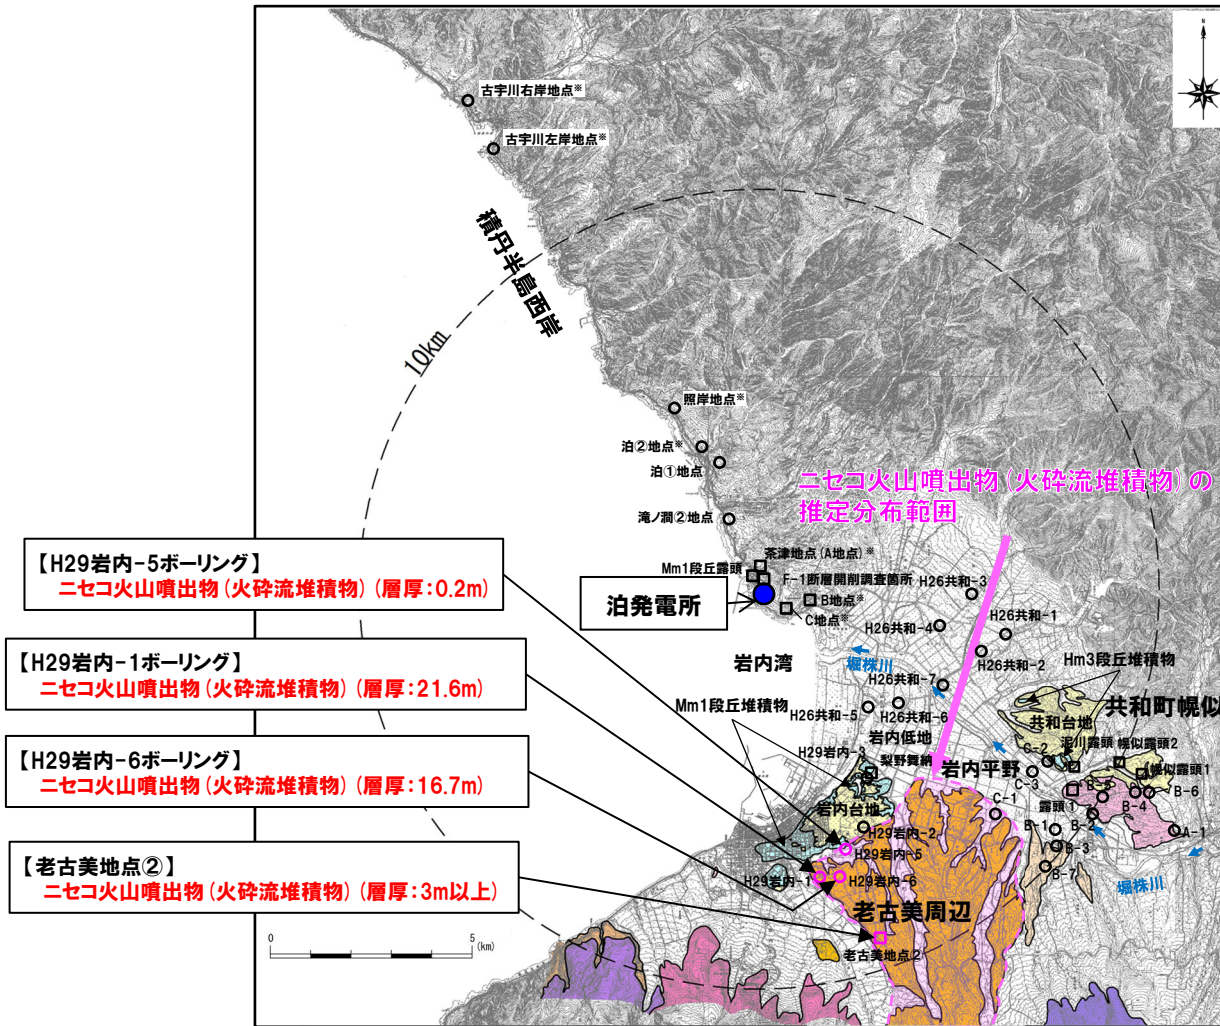 N
古宇川右岸地点※
古宇川左岸地点※
積丹半島西岸
10km
照岸地点※
泊②地点※
泊①地点
ニセコ火山噴出物(火砕流堆積物)の
推定分布範囲
滝ノ澗②地点
茶津地点(A地点)※
Mm1段丘露頭
F-1断層開削調査箇所
H26共和-3
泊発電所
B地点※
C地点※
H26共和-4
H26共和-1
岩内湾
堀株川
H26共和-2
Hm3段丘堆積物
H26共和-7
Mm1段丘堆積物
H26共和-5
H26共和-6
共和台地
共和町幌似
岩内低地
C-2
泥川露頭
幌似露頭2
H29岩内-3
梨野舞納
岩内平野
C-3
幌似露頭1
B-5
B-6
岩内台地
C-1
露頭1
B-4
H29岩内-2
B-1
B-2
A-1
H29岩内-5
B-3
H29岩内-1
H29岩内-6
B-7
堀株川
老古美周辺
老古美地点②
【H29岩内-5ボーリング】
ニセコ火山噴出物(火砕流堆積物)(層厚:0.2m)
【H29岩内-1ボーリング】
ニセコ火山噴出物(火砕流堆積物)(層厚:21.6m)
【H29岩内-6ボーリング】
ニセコ火山噴出物(火砕流堆積物)(層厚:16.7m)
【老古美地点②】
ニセコ火山噴出物(火砕流堆積物)(層厚:3m以上)
0 5 (km)